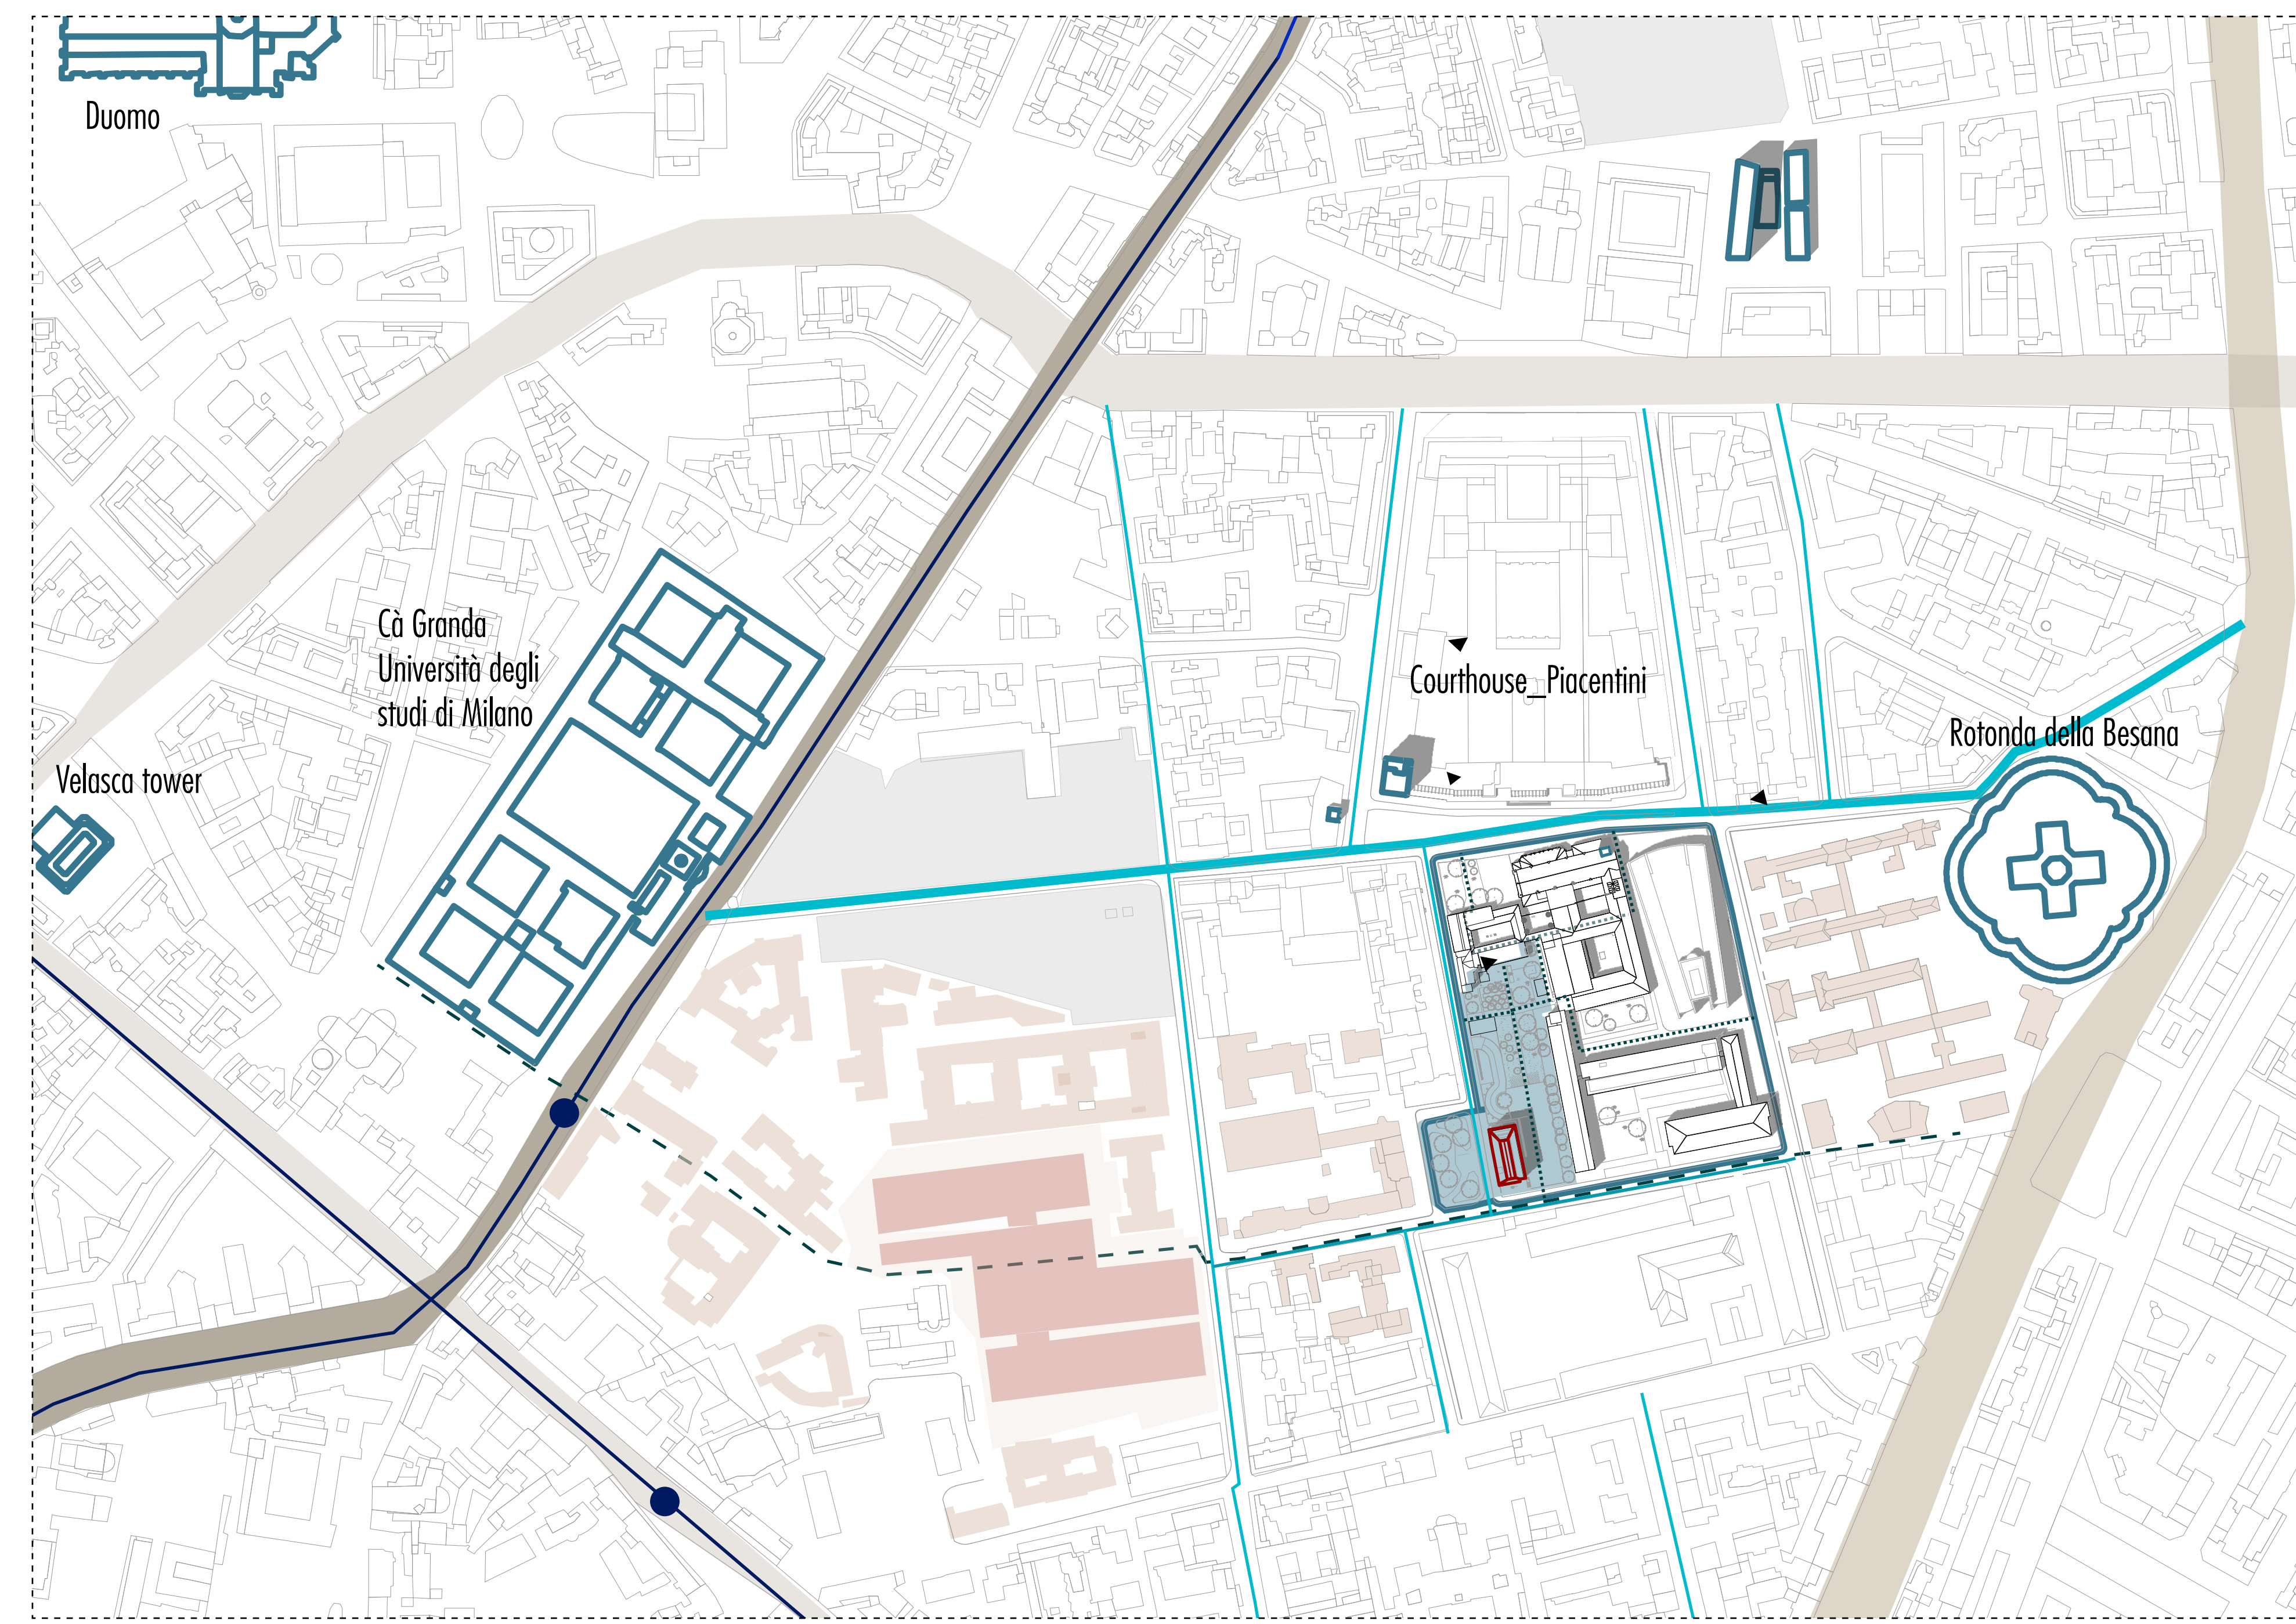 Duomo
Cà Granda
Università degli
studi di Milano
Courthouse_Piacentini
Rotonda della Besana
Velasca tower